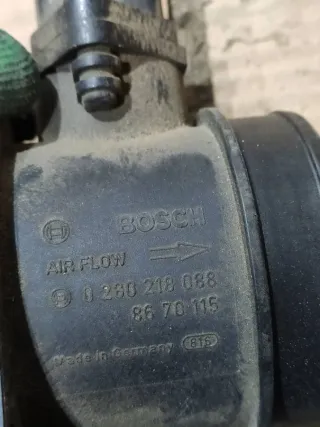 BOSCH
AIR FLOW
0 280 218 088
86 70 115
Made in Germany